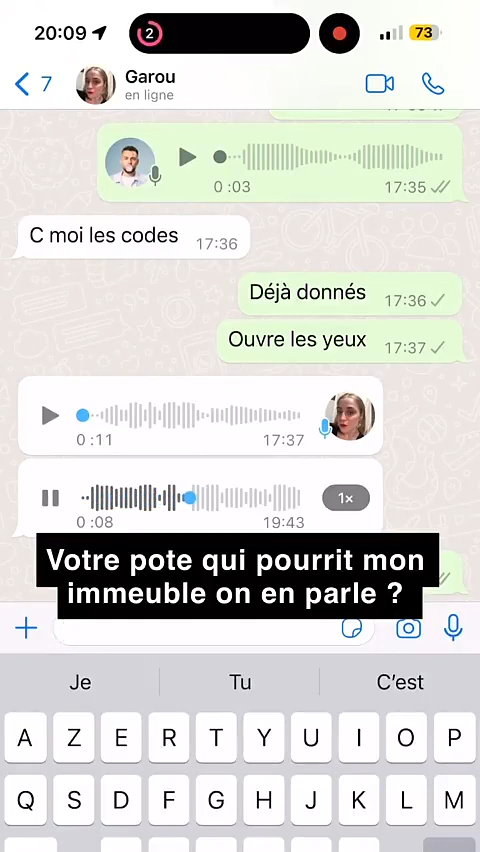 20:09
2
73
7
Garou
en ligne
0 :03
17:35
C moi les codes
17:36
Déjà donnés
17:36
Ouvre les yeux
17:37
0 :11
17:37
1×
0 :08
19:43
Votre pote qui pourrit mon
immeuble on en parle ?
Je
Tu
C'est
A Z E R T Y U I O P
Q S D F G H J K L M